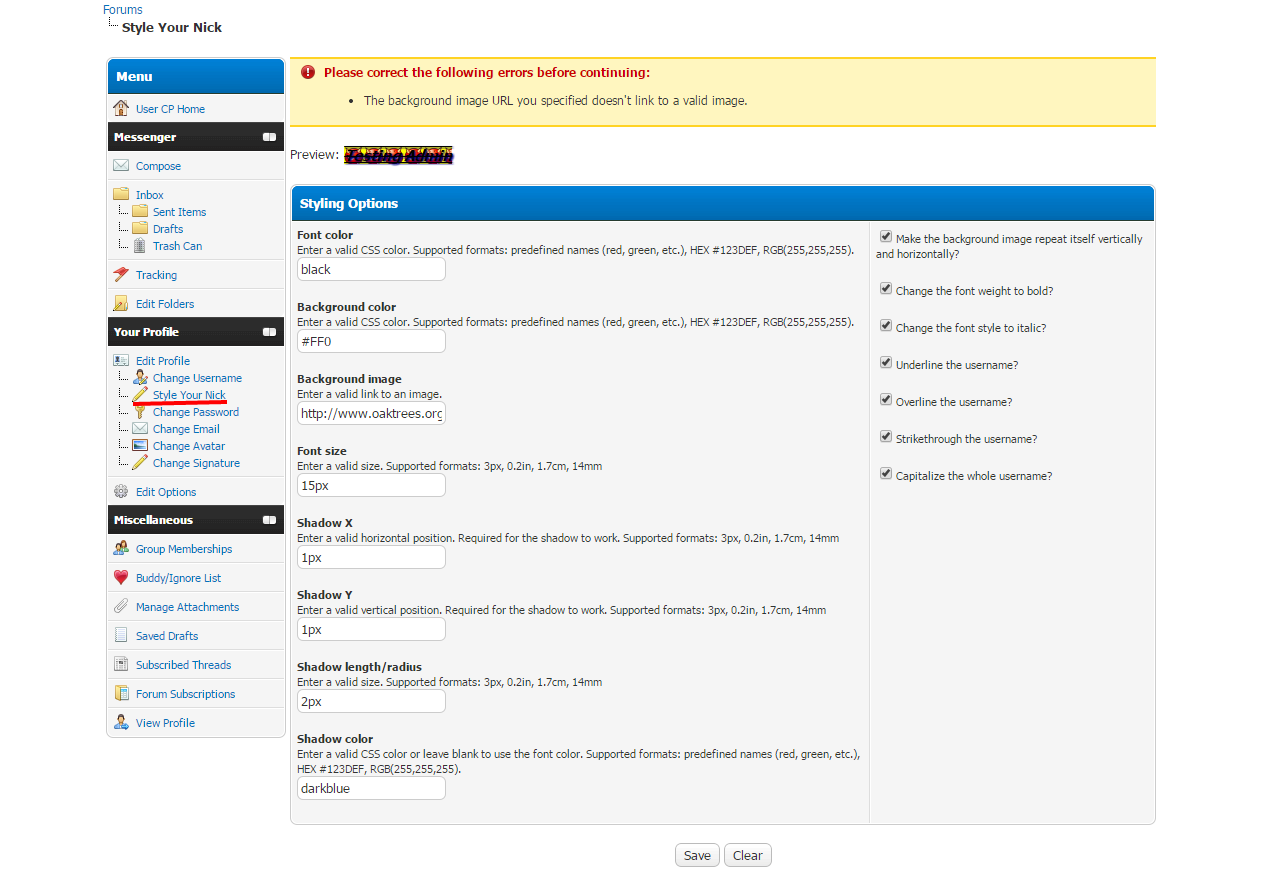 Forums
Style Your Nick
Menu
User CP Home
Messenger
Compose
Inbox
Sent Items
Drafts
Trash Can
Tracking
Edit Folders
Your Profile
Edit Profile
Change Username
Style Your Nick
Change Password
Change Email
Change Avatar
Change Signature
Edit Options
Miscellaneous
Group Memberships
Buddy/Ignore List
Manage Attachments
Saved Drafts
Subscribed Threads
Forum Subscriptions
View Profile
Please correct the following errors before continuing:
• The background image URL you specified doesn't link to a valid image.
Preview: Testing Admin
Styling Options
Font color
Enter a valid CSS color. Supported formats: predefined names (red, green, etc.), HEX #123DEF, RGB(255,255,255).
black
Background color
Enter a valid CSS color. Supported formats: predefined names (red, green, etc.), HEX #123DEF, RGB(255,255,255).
#FF0
Background image
Enter a valid link to an image.
http://www.oaktrees.org
Font size
Enter a valid size. Supported formats: 3px, 0.2in, 1.7cm, 14mm
15px
Shadow X
Enter a valid horizontal position. Required for the shadow to work. Supported formats: 3px, 0.2in, 1.7cm, 14mm
1px
Shadow Y
Enter a valid vertical position. Required for the shadow to work. Supported formats: 3px, 0.2in, 1.7cm, 14mm
1px
Shadow length/radius
Enter a valid size. Supported formats: 3px, 0.2in, 1.7cm, 14mm
2px
Shadow color
Enter a valid CSS color or leave blank to use the font color. Supported formats: predefined names (red, green, etc.),
HEX #123DEF, RGB(255,255,255).
darkblue
Make the background image repeat itself vertically
and horizontally?
Change the font weight to bold?
Change the font style to italic?
Underline the username?
Overline the username?
Strikethrough the username?
Capitalize the whole username?
Save
Clear